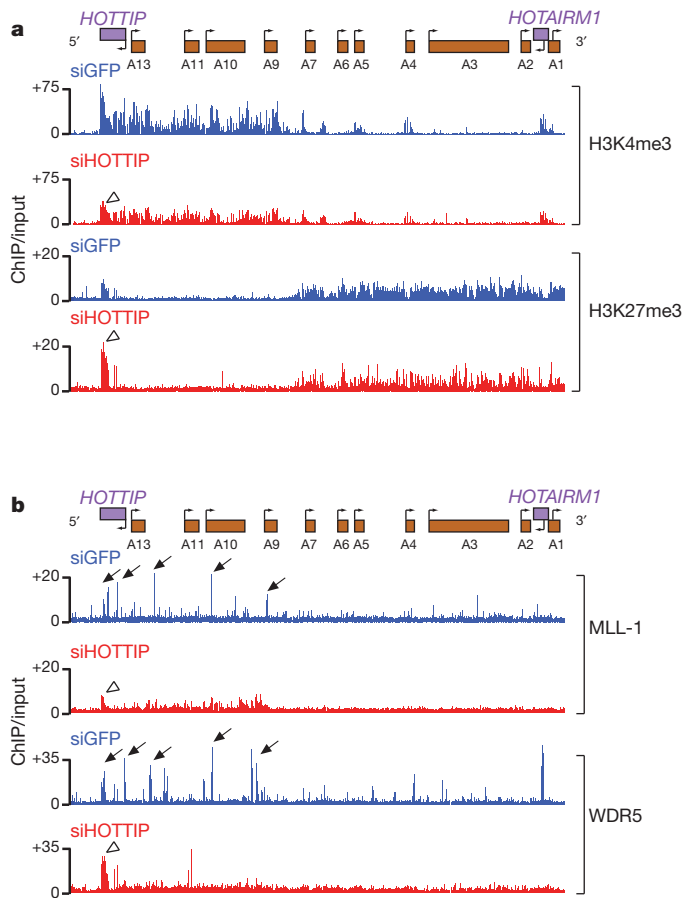 a
HOTTIP HOTAIRM1
5′ 3′
A13 A11 A10 A9 A7 A6 A5 A4 A3 A2 A1
siGFP
+75
0
siHOTTIP
+75
0
H3K4me3
siGFP
+20
0
siHOTTIP
+20
0
H3K27me3
ChIP/input
b
HOTTIP HOTAIRM1
5′ 3′
A13 A11 A10 A9 A7 A6 A5 A4 A3 A2 A1
siGFP
+20
0
siHOTTIP
+20
0
MLL-1
siGFP
+35
0
siHOTTIP
+35
0
WDR5
ChIP/input